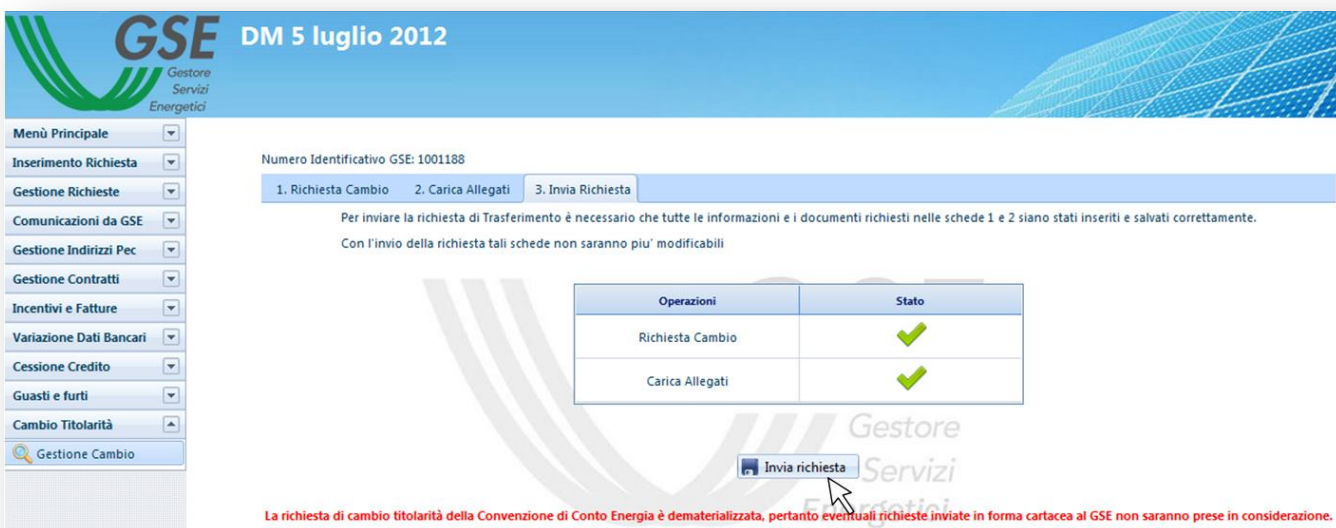 GSE
Gestore
Servizi
Energetici
DM 5 luglio 2012
Menù Principale
Inserimento Richiesta
Gestione Richieste
Comunicazioni da GSE
Gestione Indirizzi Pec
Gestione Contratti
Incentivi e Fatture
Variazione Dati Bancari
Cessione Credito
Guasti e furti
Cambio Titolarità
Gestione Cambio
Numero Identificativo GSE: 1001188
1. Richiesta Cambio 2. Carica Allegati 3. Invia Richiesta
Per inviare la richiesta di Trasferimento è necessario che tutte le informazioni e i documenti richiesti nelle schede 1 e 2 siano stati inseriti e salvati correttamente.
Con l'invio della richiesta tali schede non saranno piu' modificabili
Operazioni Stato
Richiesta Cambio
Carica Allegati
Gestore
Servizi
Energetici
Invia richiesta
La richiesta di cambio titolarità della Convenzione di Conto Energia è dematerializzata, pertanto eventuali richieste inviate in forma cartacea al GSE non saranno prese in considerazione.